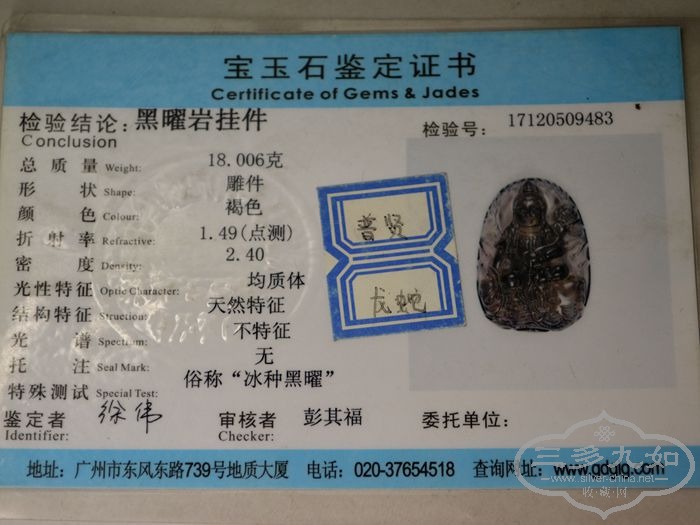 宝玉石鉴定证书
Certificate of Gems & Jades
检验结论：黑曜岩挂件
Conclusion
检验号：17120509483
总质量 Weight: 18.006克
形状 Shape: 雕件
颜色 Colour: 褐色
折射率 Refractive: 1.49(点测)
密度 Density: 2.40
光性特征 Optic Character: 均质体
结构特征 Struction: 天然特征
光谱 Spectrum: 不特征
托注 Seal Mark: 无
特殊测试 Special Test: 俗称“冰种黑曜”
普贤
龙蛇
鉴定者 徐伟
Identifier:
审核者 彭其福
Checker:
委托单位：
地址：广州市东风东路739号地质大厦 电话：020-37654518 查询网址：www.gdulg.com
三多九如
www.silver-china.net
收藏网